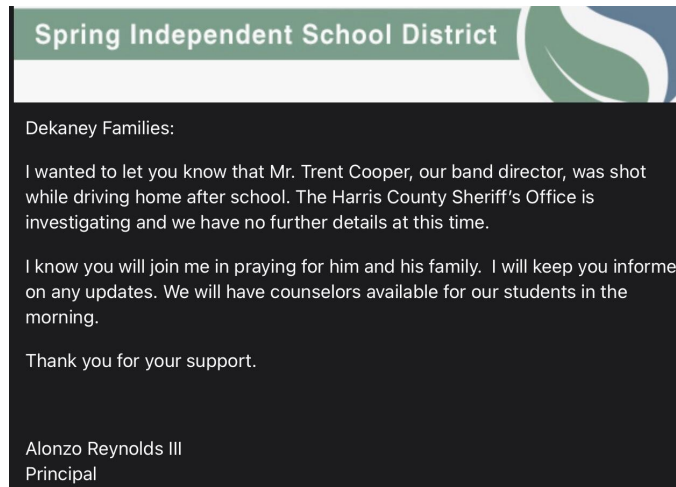 Spring Independent School District
Dekaney Families:
I wanted to let you know that Mr. Trent Cooper, our band director, was shot
while driving home after school. The Harris County Sheriff's Office is
investigating and we have no further details at this time.
I know you will join me in praying for him and his family.  I will keep you informe
on any updates. We will have counselors available for our students in the
morning.
Thank you for your support.
Alonzo Reynolds III
Principal